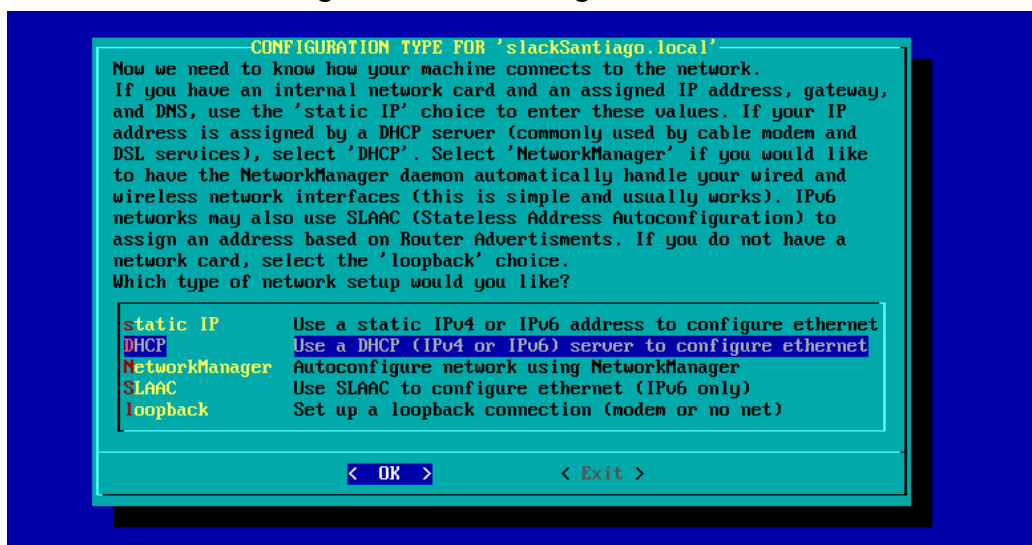 CONFIGURATION TYPE FOR 'slackSantiago.local'
Now we need to know how your machine connects to the network.
If you have an internal network card and an assigned IP address, gateway,
and DNS, use the 'static IP' choice to enter these values. If your IP
address is assigned by a DHCP server (commonly used by cable modem and
DSL services), select 'DHCP'. Select 'NetworkManager' if you would like
to have the NetworkManager daemon automatically handle your wired and
wireless network interfaces (this is simple and usually works). IPv6
networks may also use SLAAC (Stateless Address Autoconfiguration) to
assign an address based on Router Advertisments. If you do not have a
network card, select the 'loopback' choice.
Which type of network setup would you like?
static IP Use a static IPv4 or IPv6 address to configure ethernet
DHCP Use a DHCP (IPv4 or IPv6) server to configure ethernet
NetworkManager Autoconfigure network using NetworkManager
SLAAC Use SLAAC to configure ethernet (IPv6 only)
loopback Set up a loopback connection (modem or no net)
< OK > < Exit >